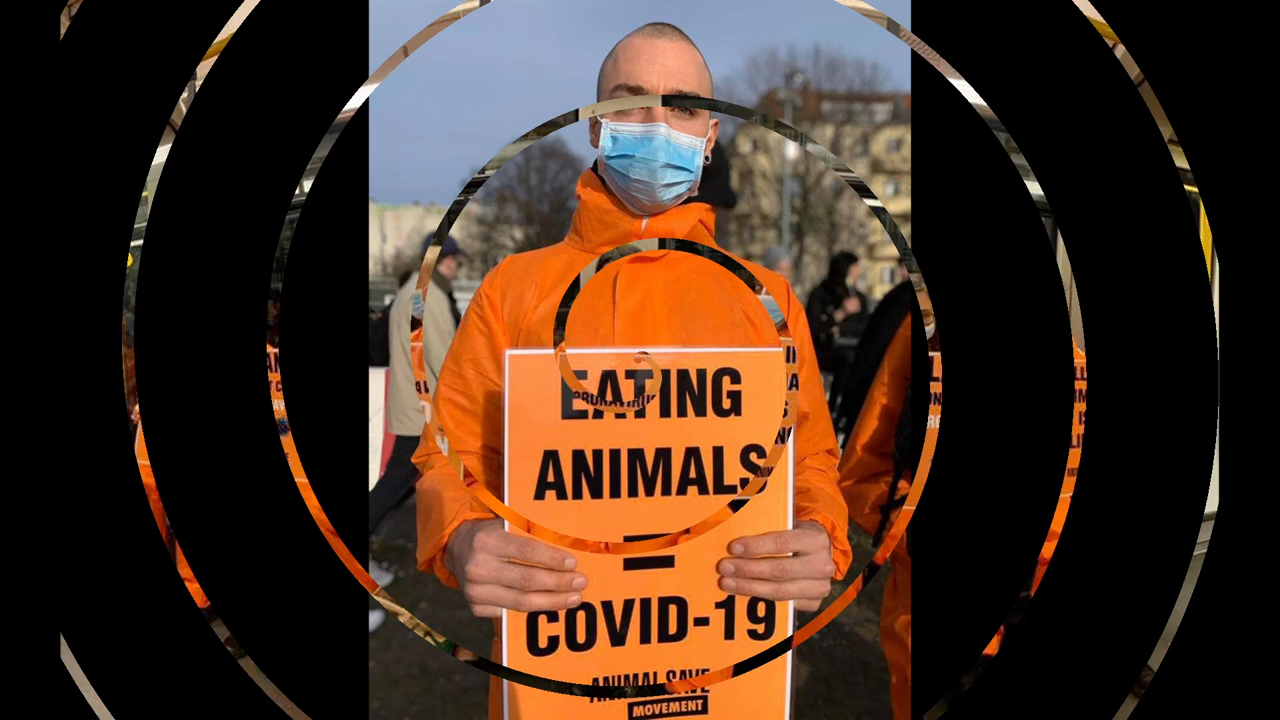 EATING
ANIMALS
=
COVID-19
ANIMAL SAVE
MOVEMENT